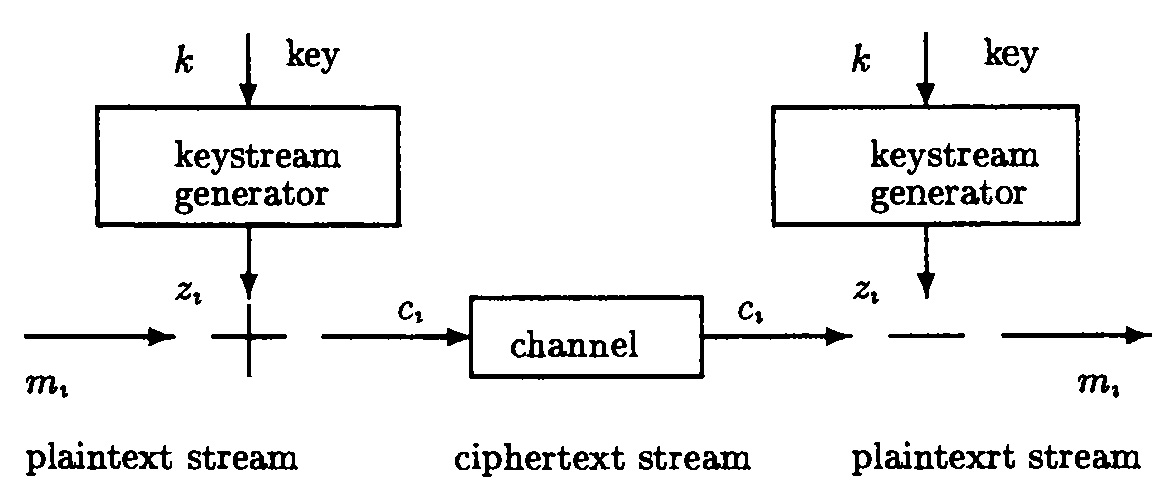 k key k key
keystream keystream
generator generator
z_i z_i
c_i c_i
channel
+ −
m_i m_i
plaintext stream ciphertext stream plaintexrt stream